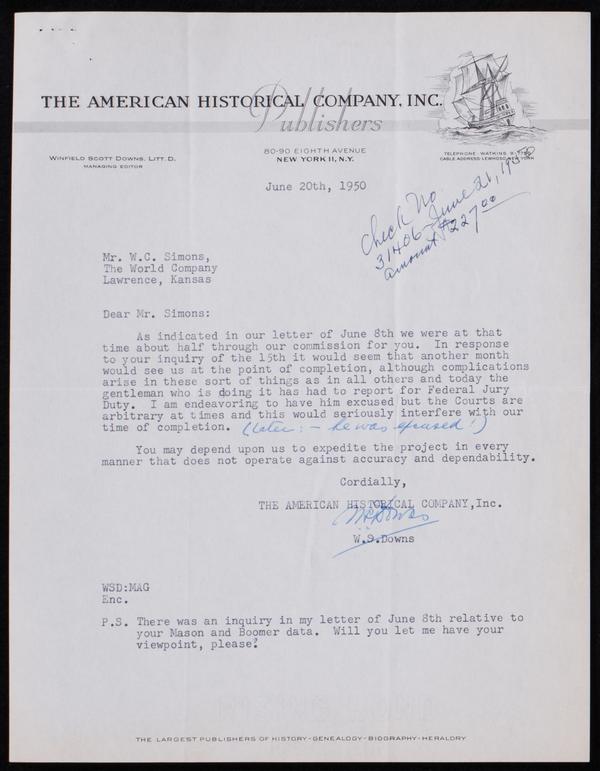 THE AMERICAN HISTORICAL COMPANY, INC.
Publishers
80-90 EIGHTH AVENUE
NEW YORK 11, N.Y.
WINFIELD SCOTT DOWNS, LITT. D.
MANAGING EDITOR
TELEPHONE - WATKINS
CABLE ADDRESS - LEWHISCO, NEW YORK
June 20th, 1950
Check No.
31406 - June 21, 1950
amount $227.00
Mr. W.C. Simons,
The World Company
Lawrence, Kansas
Dear Mr. Simons:
As indicated in our letter of June 8th we were at that
time about half through our commission for you. In response
to your inquiry of the 15th it would seem that another month
would see us at the point of completion, although complications
arise in these sort of things as in all others and today the
gentleman who is doing it has had to report for Federal Jury
Duty. I am endeavoring to have him excused but the Courts are
arbitrary at times and this would seriously interfere with our
time of completion. (later: - he was excused!)
You may depend upon us to expedite the project in every
manner that does not operate against accuracy and dependability.
Cordially,
THE AMERICAN HISTORICAL COMPANY,Inc.
WSDowns
W.S.Downs
WSD:MAG
Enc.
P.S. There was an inquiry in my letter of June 8th relative to
your Mason and Boomer data. Will you let me have your
viewpoint, please?
THE LARGEST PUBLISHERS OF HISTORY - GENEALOGY - BIOGRAPHY - HERALDRY